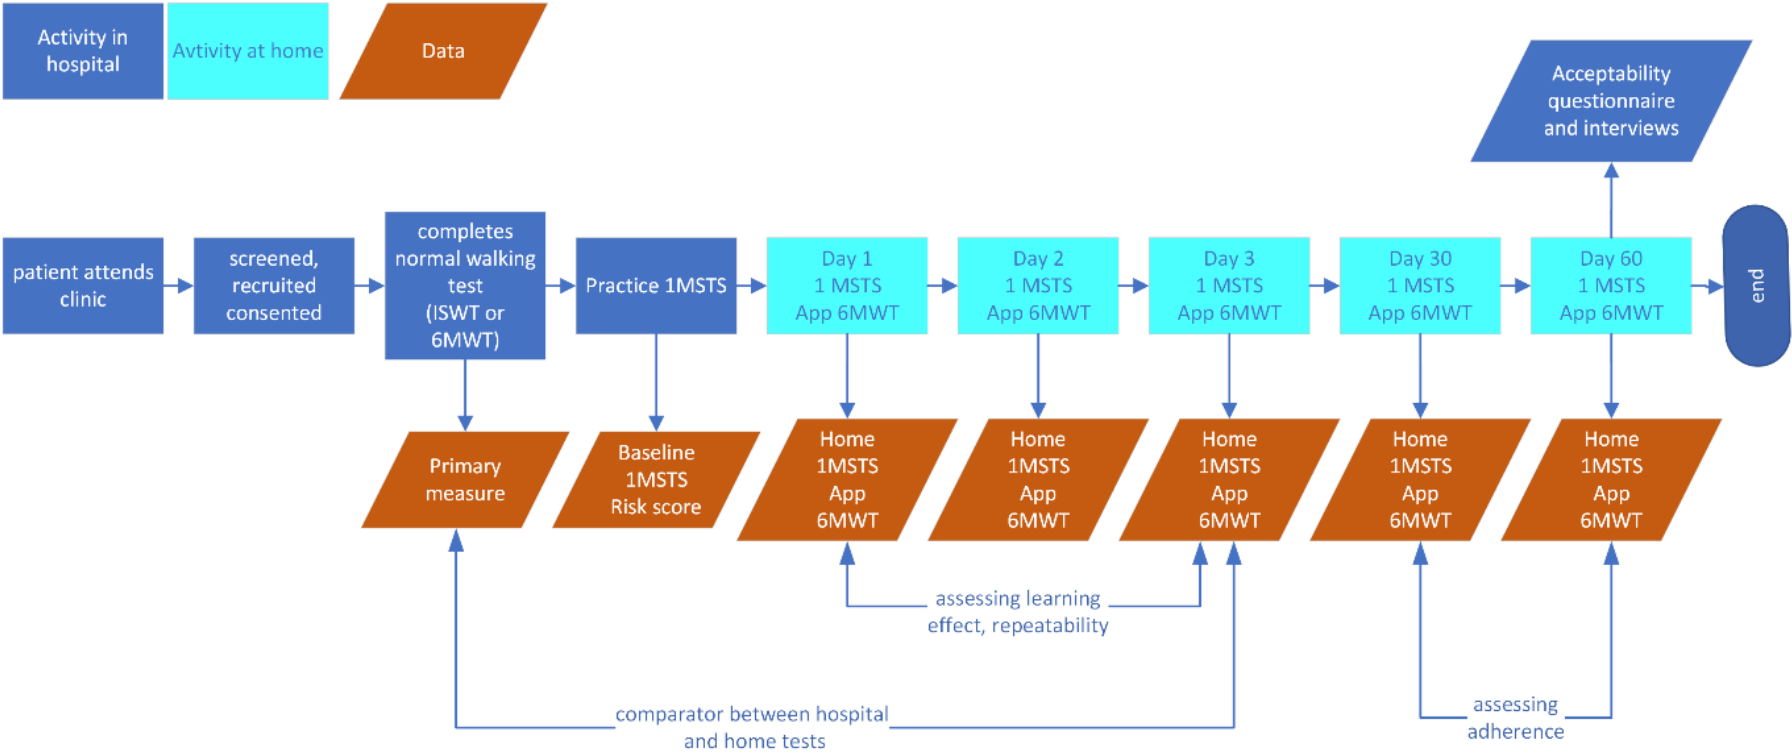 Activity in
hospital
Avtivity at home
Data
Acceptability
questionnaire
and interviews
patient attends
clinic
screened,
recruited
consented
completes
normal walking
test
(ISWT or
6MWT)
Practice 1MSTS
Day 1
1 MSTS
App 6MWT
Day 2
1 MSTS
App 6MWT
Day 3
1 MSTS
App 6MWT
Day 30
1 MSTS
App 6MWT
Day 60
1 MSTS
App 6MWT
end
Primary
measure
Baseline
1MSTS
Risk score
Home
1MSTS
App
6MWT
Home
1MSTS
App
6MWT
Home
1MSTS
App
6MWT
Home
1MSTS
App
6MWT
Home
1MSTS
App
6MWT
assessing learning
effect, repeatability
comparator between hospital
and home tests
assessing
adherence